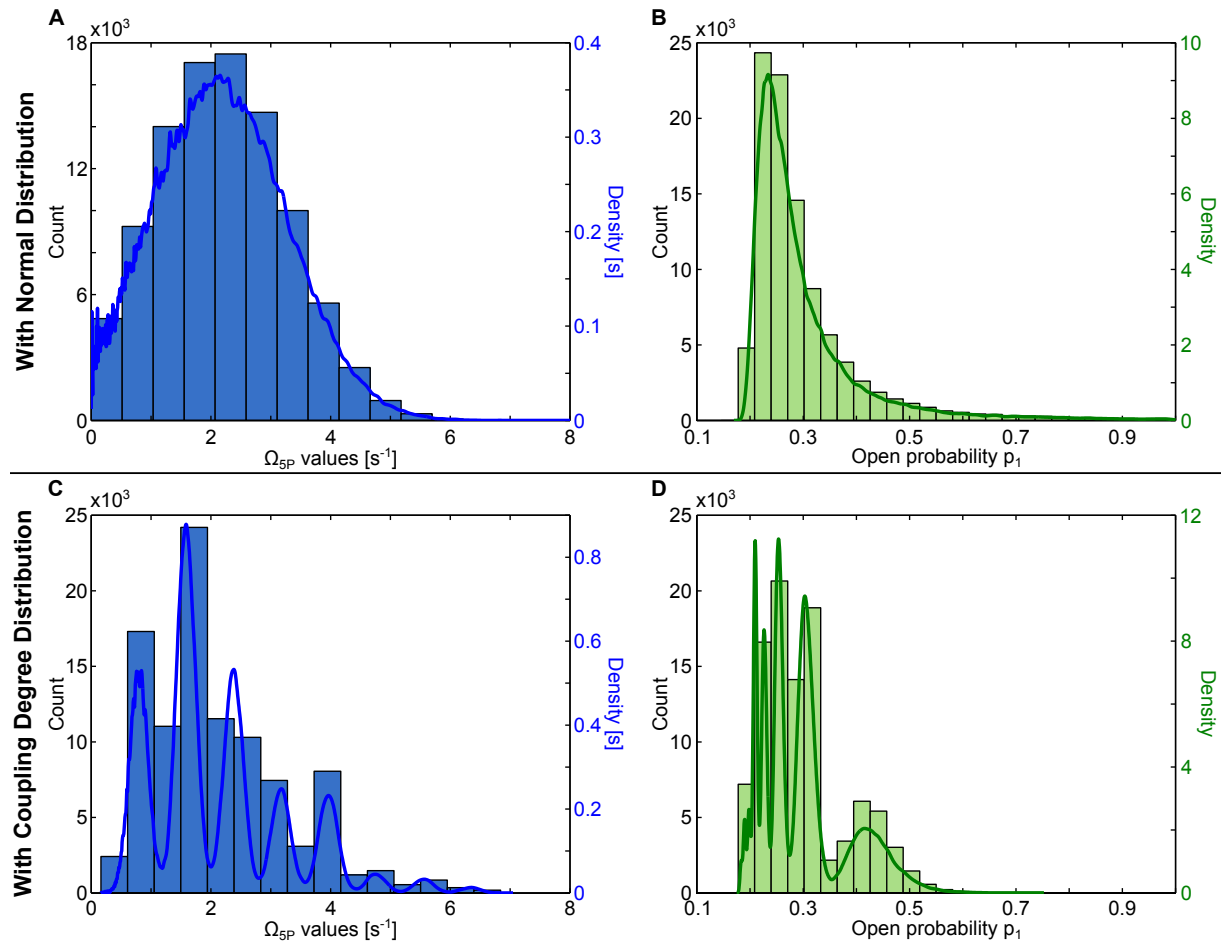 A
x10³
18
12
6
0
Count
0
2
4
6
8
Ω5P values [s⁻¹]
0.4
0.3
0.2
0.1
0
Density [s]
With Normal Distribution
B
x10³
25
20
15
10
5
0
Count
0.1
0.3
0.5
0.7
0.9
Open probability p₁
10
8
6
4
2
0
Density
C
x10³
25
20
15
10
5
0
Count
0
2
4
6
8
Ω5P values [s⁻¹]
0.8
0.6
0.4
0.2
0
Density [s]
With Coupling Degree Distribution
D
x10³
25
20
15
10
5
0
Count
0.1
0.3
0.5
0.7
0.9
Open probability p₁
12
8
4
0
Density